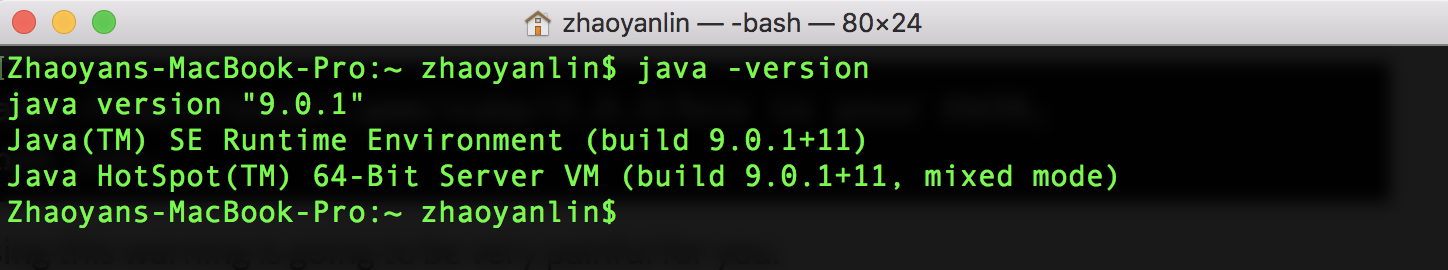 zhaoyanlin — -bash — 80×24
Zhaoyans-MacBook-Pro:~ zhaoyanlin$ java -version
java version "9.0.1"
Java(TM) SE Runtime Environment (build 9.0.1+11)
Java HotSpot(TM) 64-Bit Server VM (build 9.0.1+11, mixed mode)
Zhaoyans-MacBook-Pro:~ zhaoyanlin$